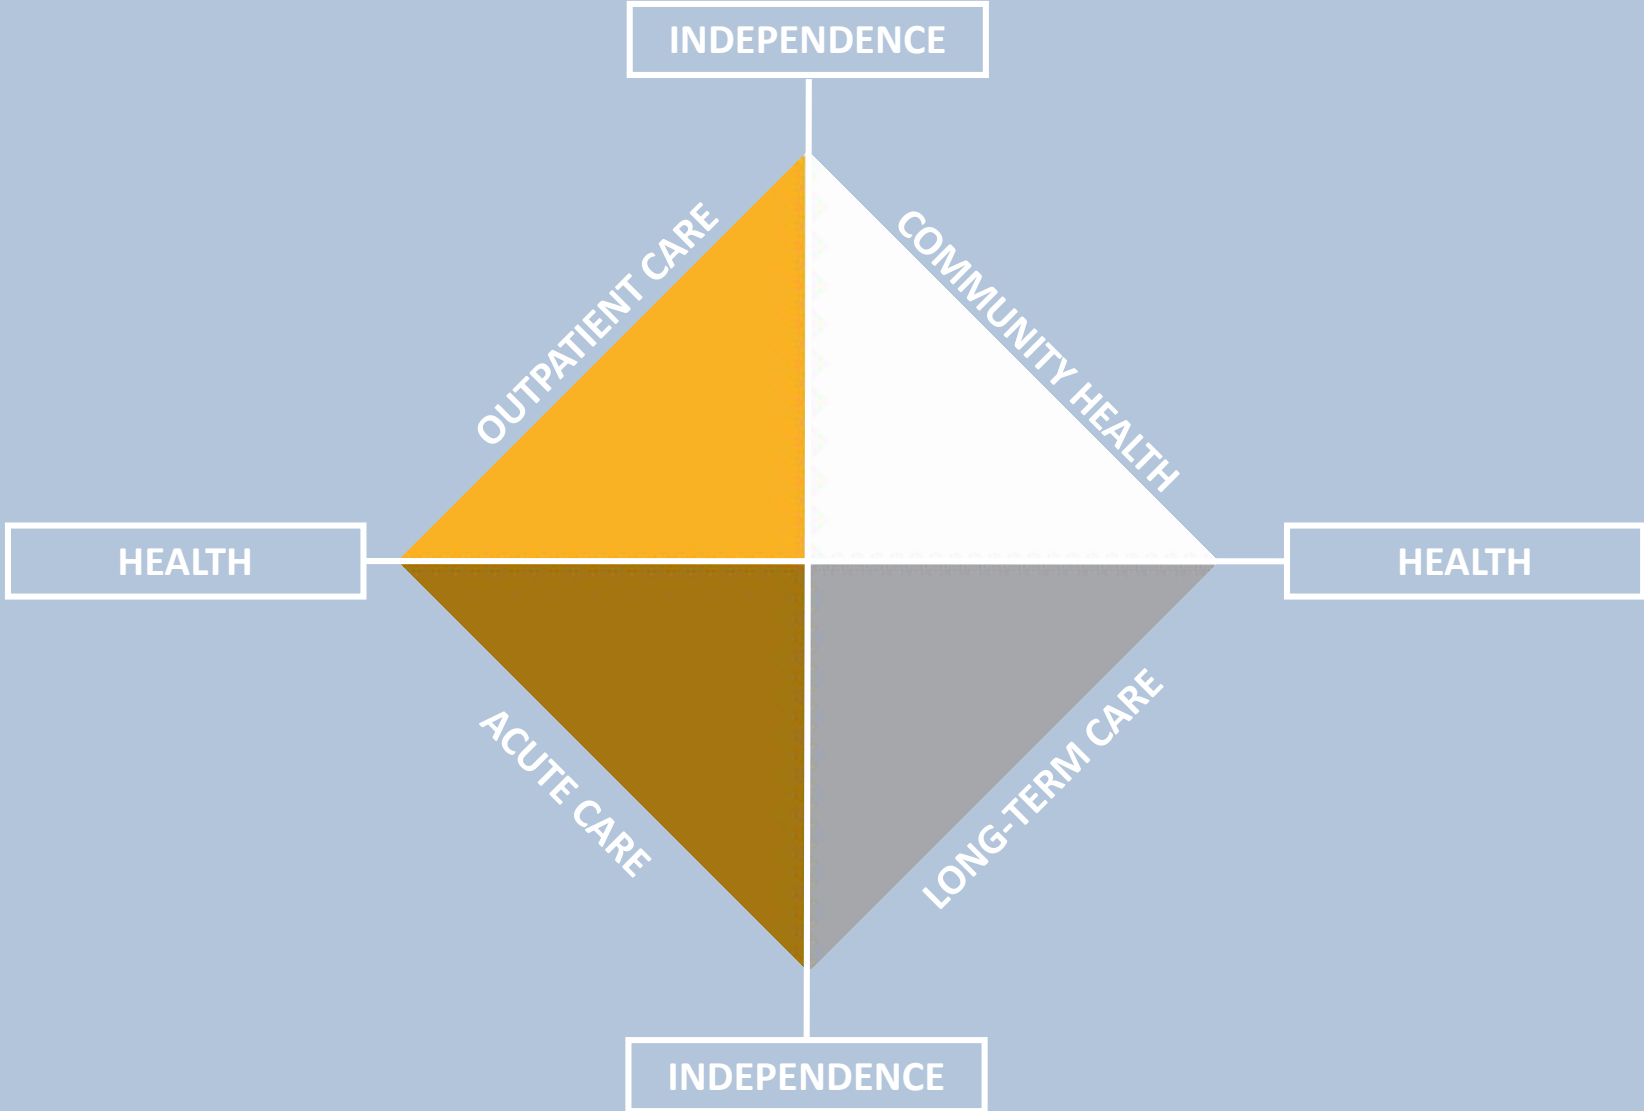 INDEPENDENCE
OUTPATIENT CARE
COMMUNITY HEALTH
HEALTH
HEALTH
ACUTE CARE
LONG-TERM CARE
INDEPENDENCE